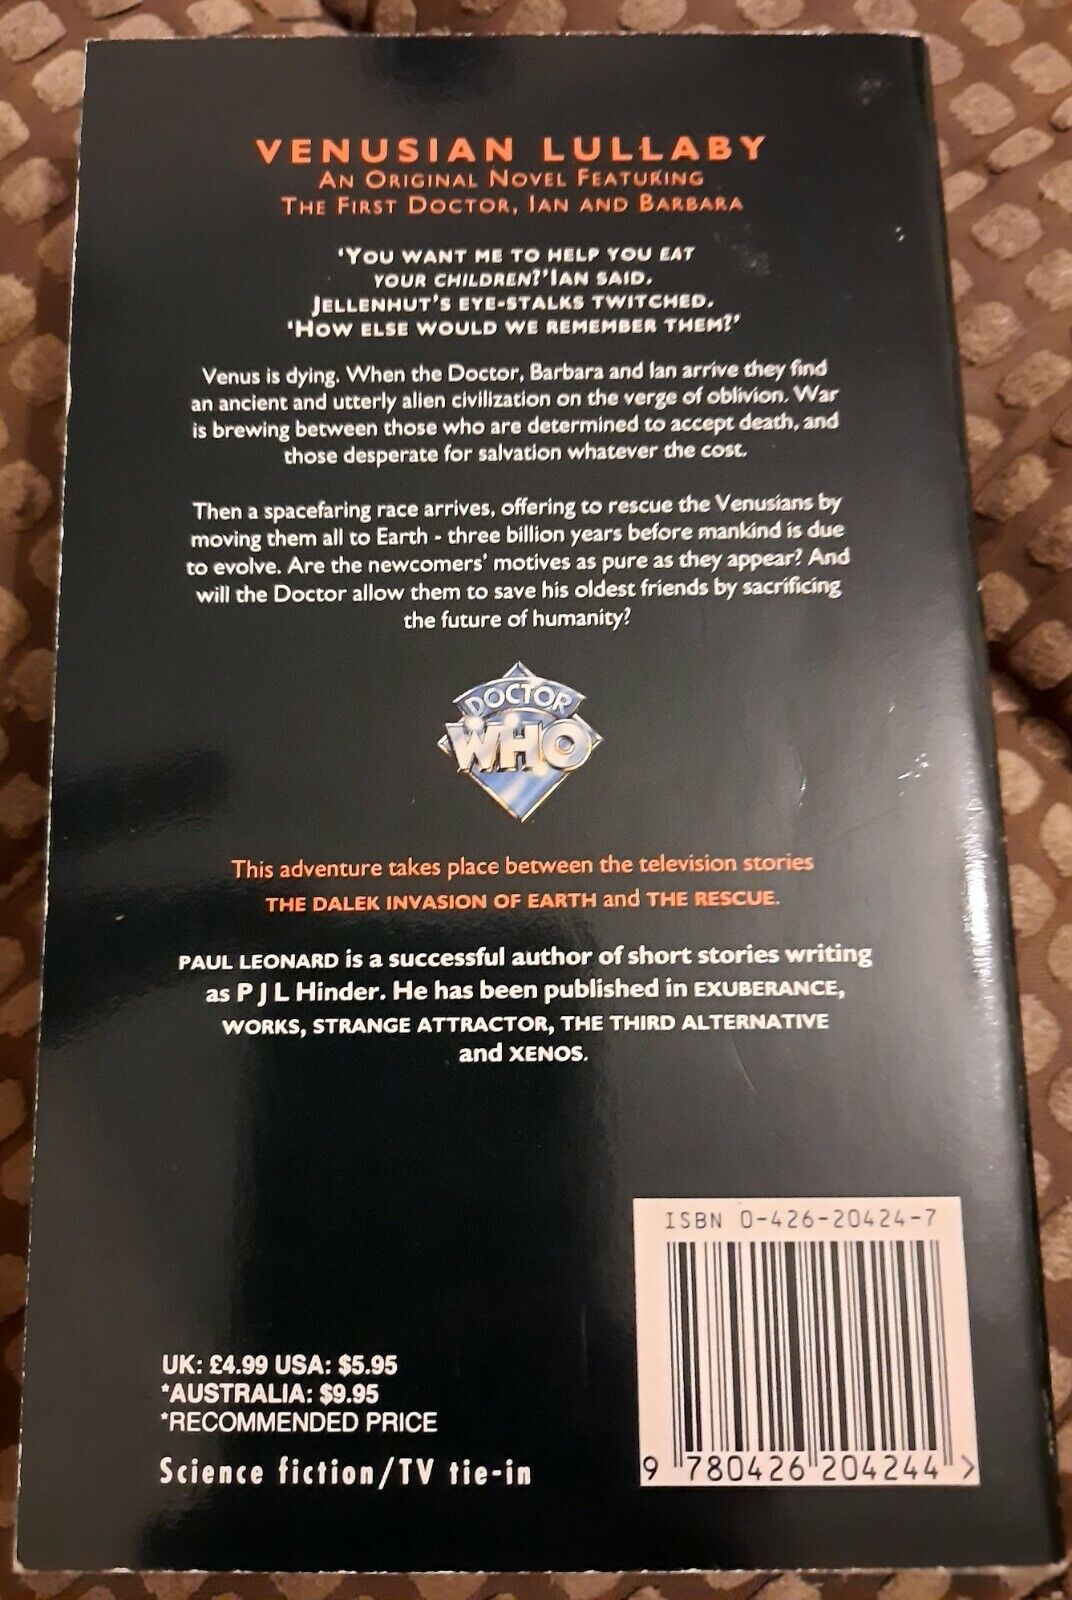 VENUSIAN LULLABY
AN ORIGINAL NOVEL FEATURING
THE FIRST DOCTOR, IAN AND BARBARA
'YOU WANT ME TO HELP YOU EAT
YOUR CHILDREN?' IAN SAID.
JELLENHUT'S EYE-STALKS TWITCHED.
'HOW ELSE WOULD WE REMEMBER THEM?'
Venus is dying. When the Doctor, Barbara and Ian arrive they find
an ancient and utterly alien civilization on the verge of oblivion. War
is brewing between those who are determined to accept death, and
those desperate for salvation whatever the cost.
Then a spacefaring race arrives, offering to rescue the Venusians by
moving them all to Earth - three billion years before mankind is due
to evolve. Are the newcomers' motives as pure as they appear? And
will the Doctor allow them to save his oldest friends by sacrificing
the future of humanity?
DOCTOR
WHO
This adventure takes place between the television stories
THE DALEK INVASION OF EARTH and THE RESCUE.
PAUL LEONARD is a successful author of short stories writing
as P J L Hinder. He has been published in EXUBERANCE,
WORKS, STRANGE ATTRACTOR, THE THIRD ALTERNATIVE
and XENOS.
ISBN 0-426-20424-7
UK: £4.99 USA: $5.95
*AUSTRALIA: $9.95
*RECOMMENDED PRICE
Science fiction/TV tie-in
9 780426 204244 >